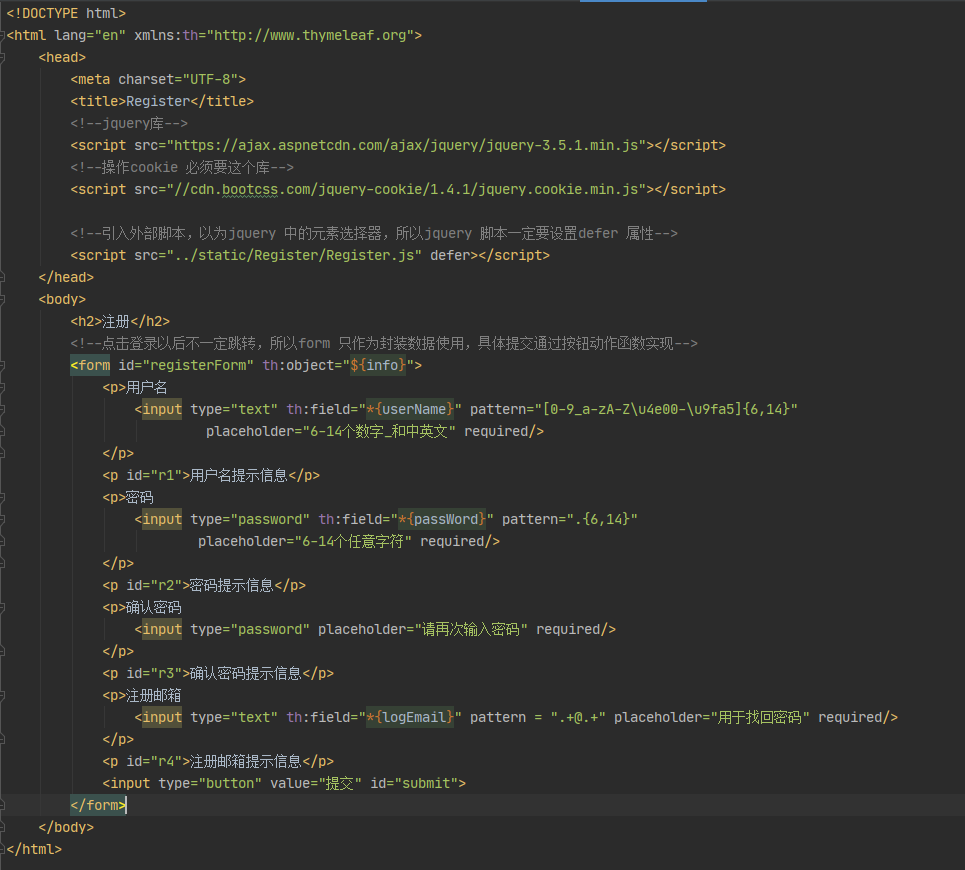 <!DOCTYPE html>
<html lang="en" xmlns:th="http://www.thymeleaf.org">
    <head>
        <meta charset="UTF-8">
        <title>Register</title>
        <!--jquery库-->
        <script src="https://ajax.aspnetcdn.com/ajax/jquery/jquery-3.5.1.min.js"></script>
        <!--操作cookie 必须要这个库-->
        <script src="//cdn.bootcss.com/jquery-cookie/1.4.1/jquery.cookie.min.js"></script>

        <!--引入外部脚本，以为jquery 中的元素选择器，所以jquery 脚本一定要设置defer 属性-->
        <script src="../static/Register/Register.js" defer></script>
    </head>
    <body>
        <h2>注册</h2>
        <!--点击登录以后不一定跳转，所以form 只作为封装数据使用，具体提交通过按钮动作函数实现-->
        <form id="registerForm" th:object="${info}">
            <p>用户名
                <input type="text" th:field="*{userName}" pattern="[0-9_a-zA-Z\u4e00-\u9fa5]{6,14}"
                         placeholder="6-14个数字_和中英文" required/>
            </p>
            <p id="r1">用户名提示信息</p>
            <p>密码
                <input type="password" th:field="*{passWord}" pattern=".{6,14}"
                        placeholder="6-14个任意字符" required/>
            </p>
            <p id="r2">密码提示信息</p>
            <p>确认密码
                <input type="password" placeholder="请再次输入密码" required/>
            </p>
            <p id="r3">确认密码提示信息</p>
            <p>注册邮箱
                <input type="text" th:field="*{logEmail}" pattern = ".+@.+" placeholder="用于找回密码" required/>
            </p>
            <p id="r4">注册邮箱提示信息</p>
            <input type="button" value="提交" id="submit">
        </form>
    </body>
</html>